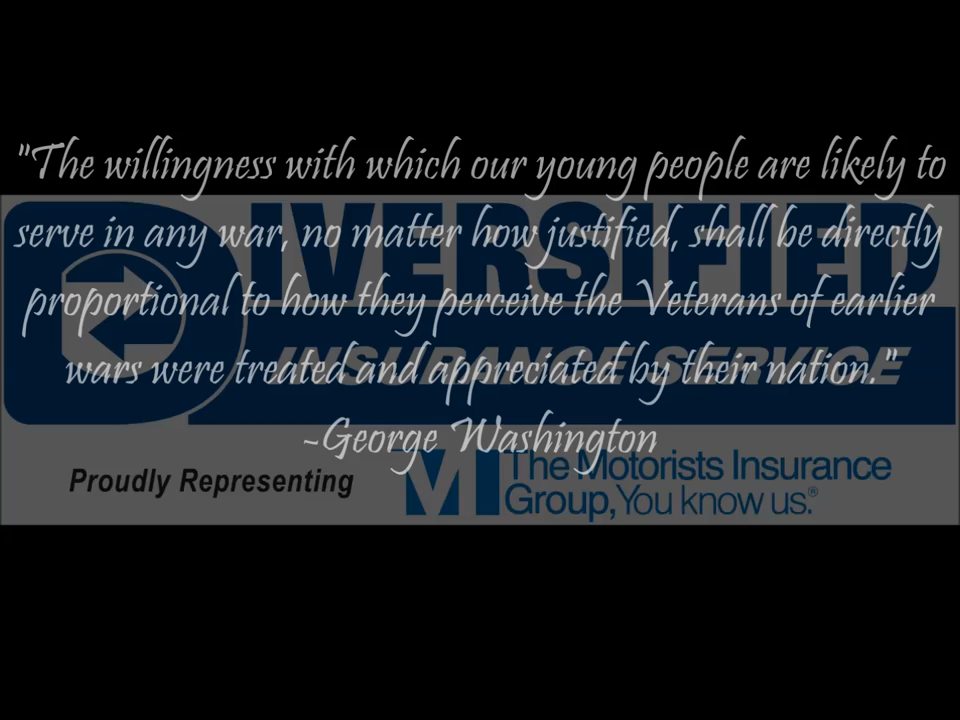 "The willingness with which our young people are likely to
serve in any war, no matter how justified, shall be directly
proportional to how they perceive the Veterans of earlier
wars were treated and appreciated by their nation."
~George Washington
DIVERSIFIED
INSURANCE SERVICE
Proudly Representing
M
The Motorists Insurance
Group, You know us.®